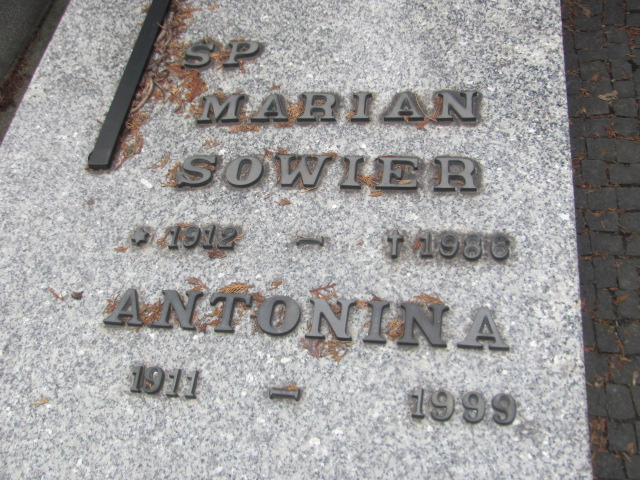 SP
MARIAN
SOWIER
* 1912 – † 1986
ANTONINA
1911 – 1999